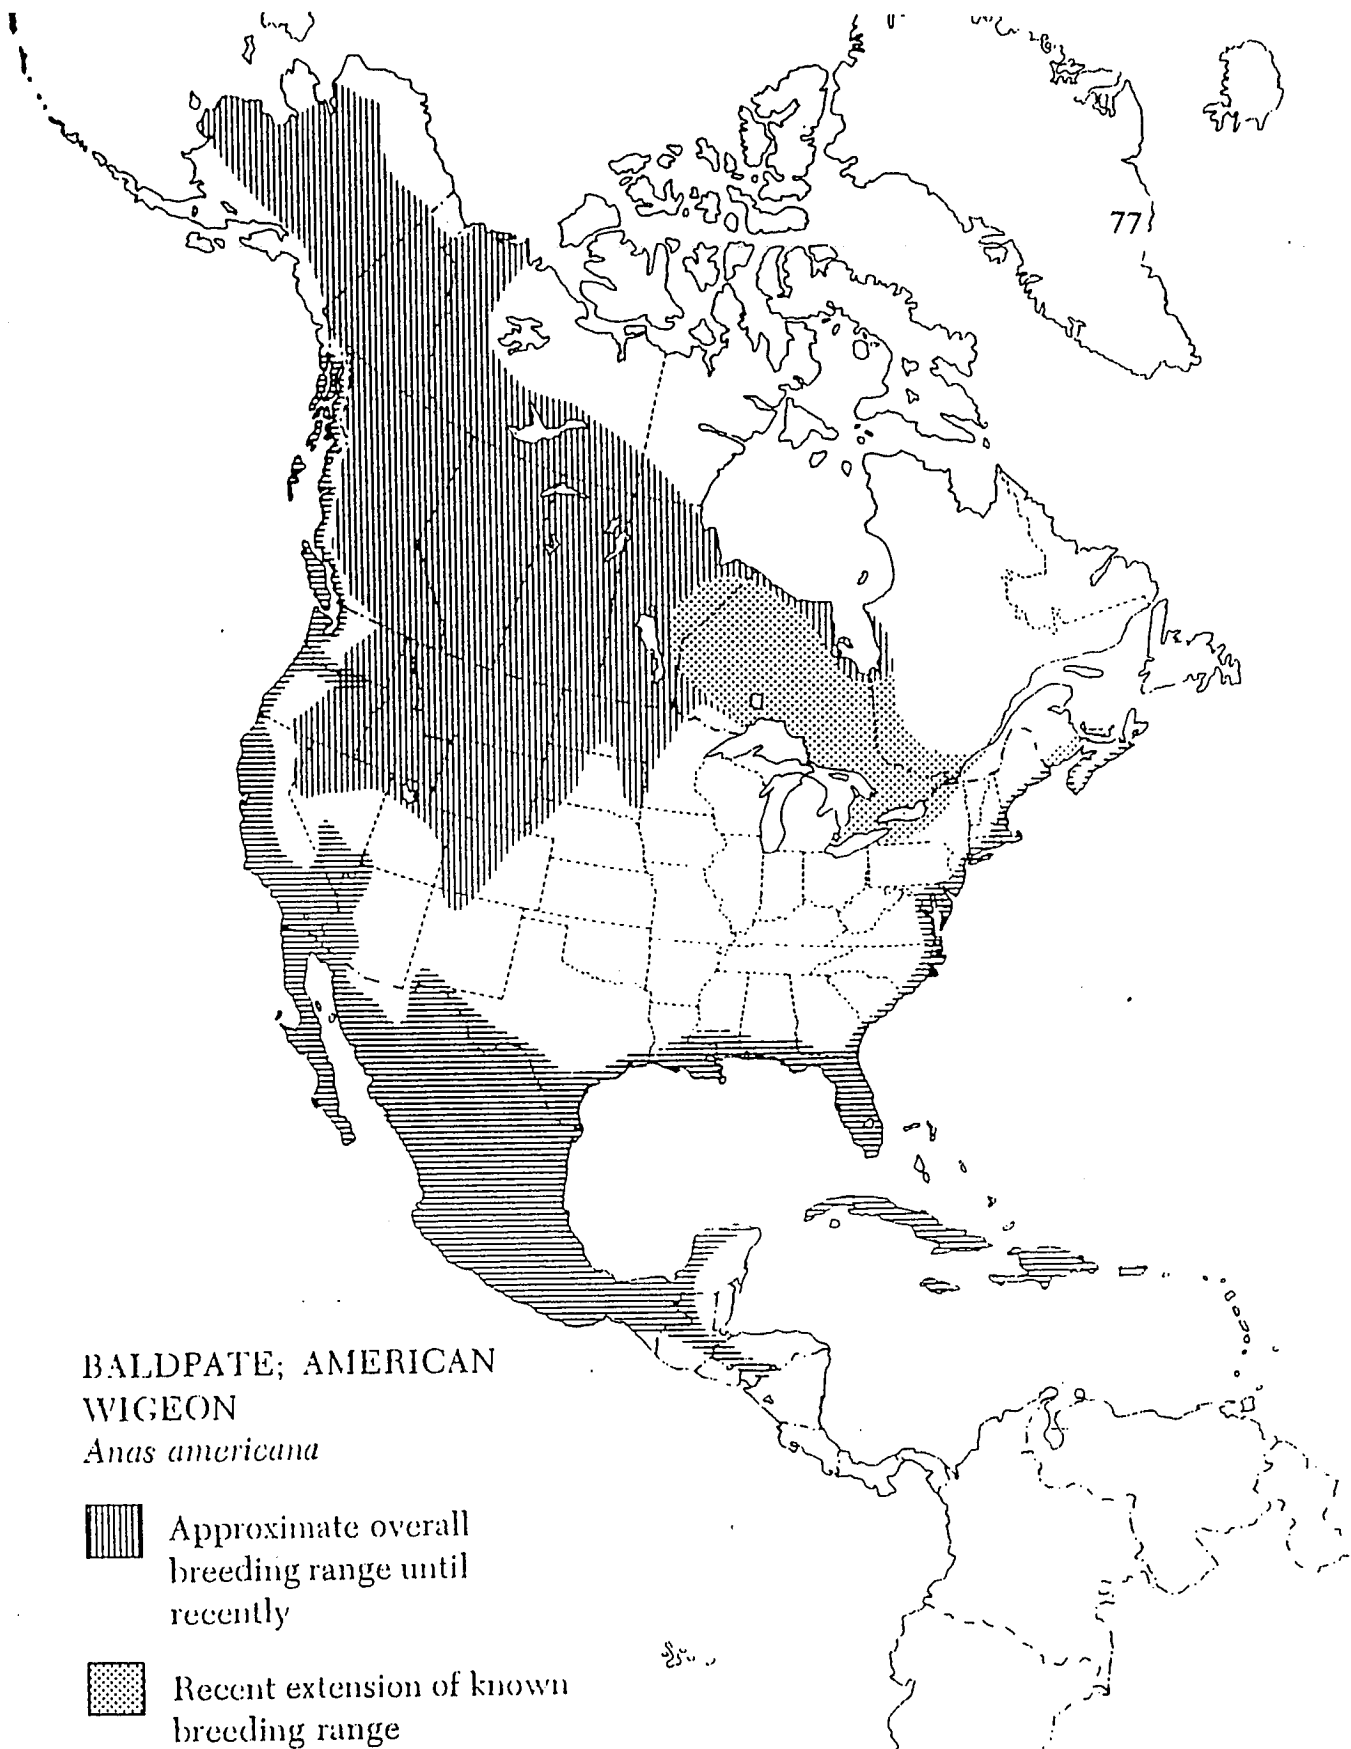 77
BALDPATE; AMERICAN
WIGEON
Anas americana
Approximate overall
breeding range until
recently
Recent extension of known
breeding range